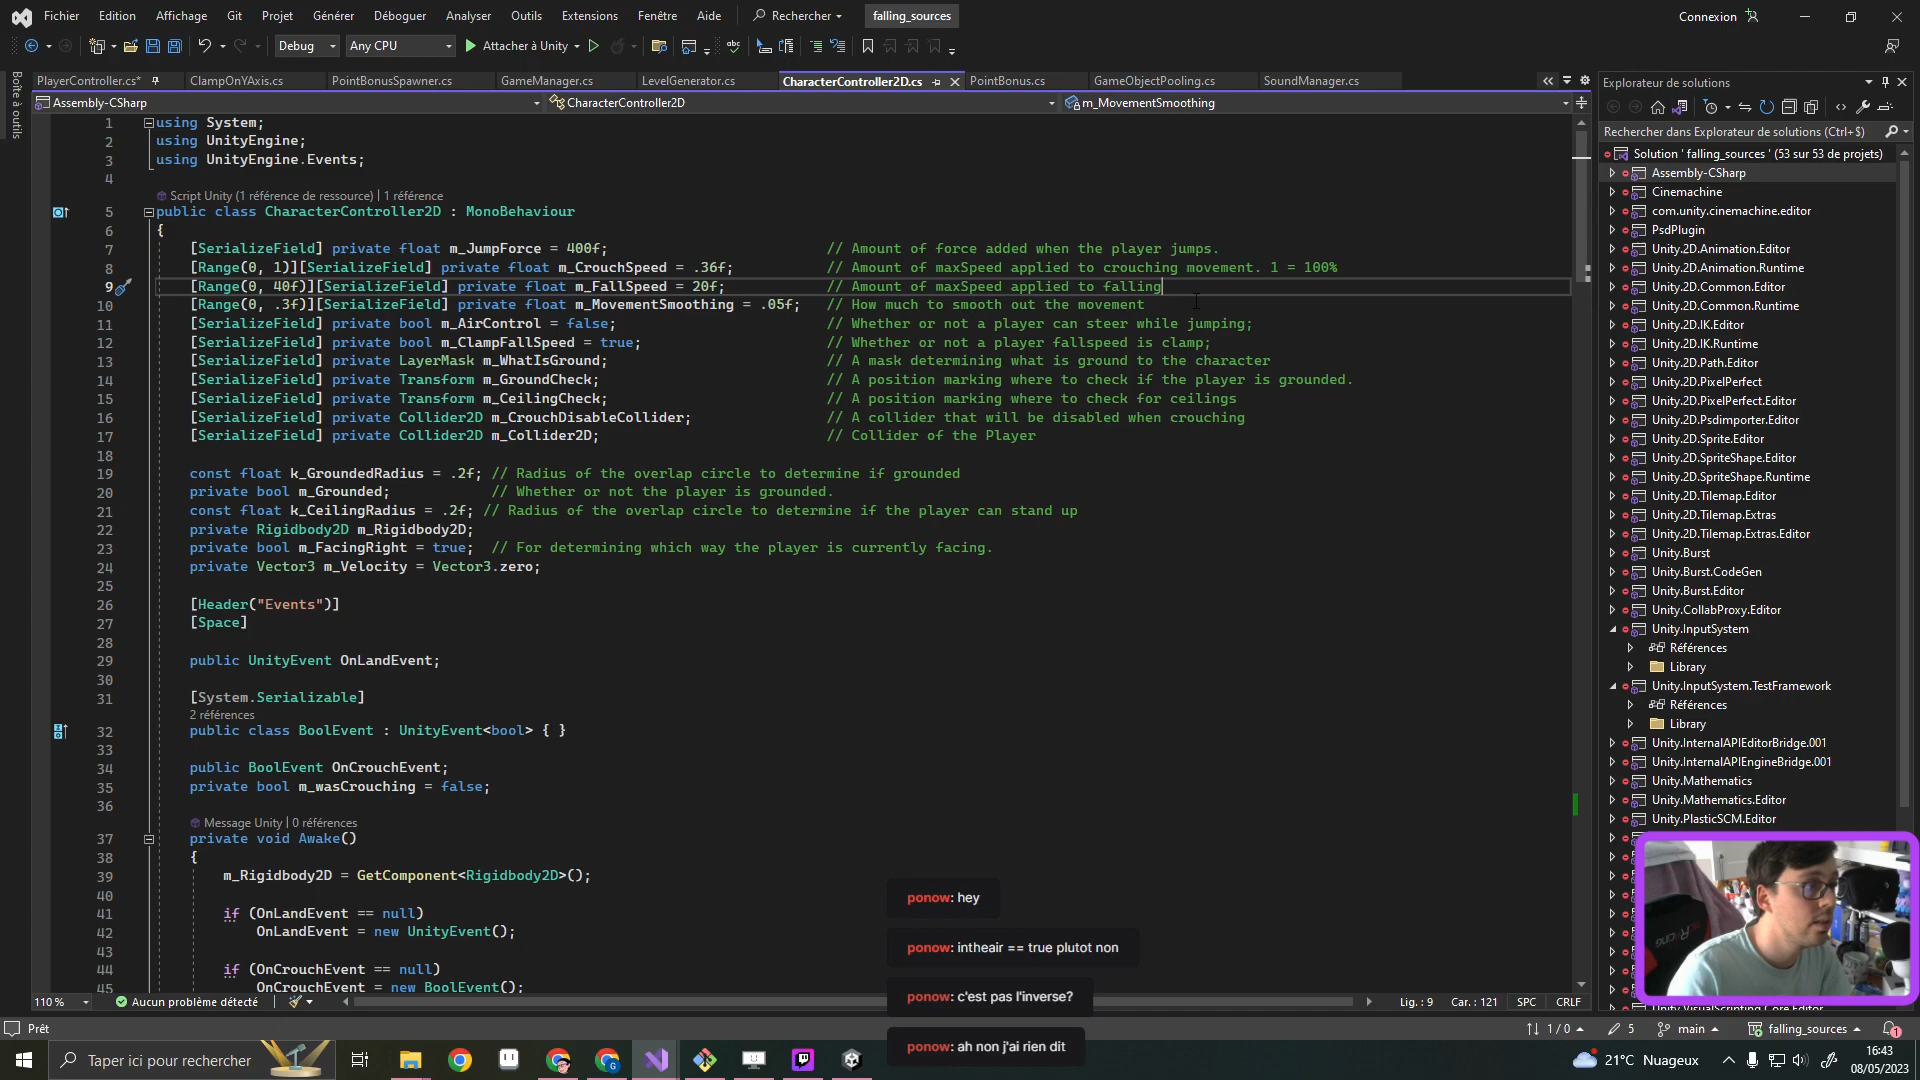 Fichier Edition Affichage Git Projet Générer Déboguer Analyser Outils Extensions Fenêtre Aide Rechercher falling_sources Connexion
Debug Any CPU Attacher à Unity
Boîte à outils
PlayerController.cs* ClampOnYAxis.cs PointBonusSpawner.cs GameManager.cs LevelGenerator.cs CharacterController2D.cs PointBonus.cs GameObjectPooling.cs SoundManager.cs
Assembly-CSharp CharacterController2D m_MovementSmoothing
1 using System;
2 using UnityEngine;
3 using UnityEngine.Events;
4
Script Unity (1 référence de ressource) | 1 référence
5 public class CharacterController2D : MonoBehaviour
6 {
7 [SerializeField] private float m_JumpForce = 400f; // Amount of force added when the player jumps.
8 [Range(0, 1)][SerializeField] private float m_CrouchSpeed = .36f; // Amount of maxSpeed applied to crouching movement. 1 = 100%
9 [Range(0, 40f)][SerializeField] private float m_FallSpeed = 20f; // Amount of maxSpeed applied to falling
10 [Range(0, .3f)][SerializeField] private float m_MovementSmoothing = .05f; // How much to smooth out the movement
11 [SerializeField] private bool m_AirControl = false; // Whether or not a player can steer while jumping;
12 [SerializeField] private bool m_ClampFallSpeed = true; // Whether or not a player fallspeed is clamp;
13 [SerializeField] private LayerMask m_WhatIsGround; // A mask determining what is ground to the character
14 [SerializeField] private Transform m_GroundCheck; // A position marking where to check if the player is grounded.
15 [SerializeField] private Transform m_CeilingCheck; // A position marking where to check for ceilings
16 [SerializeField] private Collider2D m_CrouchDisableCollider; // A collider that will be disabled when crouching
17 [SerializeField] private Collider2D m_Collider2D; // Collider of the Player
18
19 const float k_GroundedRadius = .2f; // Radius of the overlap circle to determine if grounded
20 private bool m_Grounded; // Whether or not the player is grounded.
21 const float k_CeilingRadius = .2f; // Radius of the overlap circle to determine if the player can stand up
22 private Rigidbody2D m_Rigidbody2D;
23 private bool m_FacingRight = true; // For determining which way the player is currently facing.
24 private Vector3 m_Velocity = Vector3.zero;
25
26 [Header("Events")]
27 [Space]
28
29 public UnityEvent OnLandEvent;
30
31 [System.Serializable]
2 références
32 public class BoolEvent : UnityEvent<bool> { }
33
34 public BoolEvent OnCrouchEvent;
35 private bool m_wasCrouching = false;
36
Message Unity | 0 références
37 private void Awake()
38 {
39 m_Rigidbody2D = GetComponent<Rigidbody2D>();
40
41 if (OnLandEvent == null)
42 OnLandEvent = new UnityEvent();
43
44 if (OnCrouchEvent == null)
45 OnCrouchEvent = new BoolEvent();
ponow: hey
ponow: intheair == true plutot non
ponow: c'est pas l'inverse?
ponow: ah non j'ai rien dit
110 % Aucun problème détecté Lig. : 9 Car. : 121 SPC CRLF
Explorateur de solutions
Rechercher dans Explorateur de solutions (Ctrl+$)
Solution ' falling_sources ' (53 sur 53 de projets)
Assembly-CSharp
Cinemachine
com.unity.cinemachine.editor
PsdPlugin
Unity.2D.Animation.Editor
Unity.2D.Animation.Runtime
Unity.2D.Common.Editor
Unity.2D.Common.Runtime
Unity.2D.IK.Editor
Unity.2D.IK.Runtime
Unity.2D.Path.Editor
Unity.2D.PixelPerfect
Unity.2D.PixelPerfect.Editor
Unity.2D.Psdimporter.Editor
Unity.2D.Sprite.Editor
Unity.2D.SpriteShape.Editor
Unity.2D.SpriteShape.Runtime
Unity.2D.Tilemap.Editor
Unity.2D.Tilemap.Extras
Unity.2D.Tilemap.Extras.Editor
Unity.Burst
Unity.Burst.CodeGen
Unity.Burst.Editor
Unity.CollabProxy.Editor
Unity.InputSystem
Références
Library
Unity.InputSystem.TestFramework
Références
Library
Unity.InternalAPIEditorBridge.001
Unity.InternalAPIEngineBridge.001
Unity.Mathematics
Unity.Mathematics.Editor
Unity.PlasticSCM.Editor
Prêt 1 / 0 5 main falling_sources 1
Taper ici pour rechercher 21°C Nuageux 16:43
08/05/2023